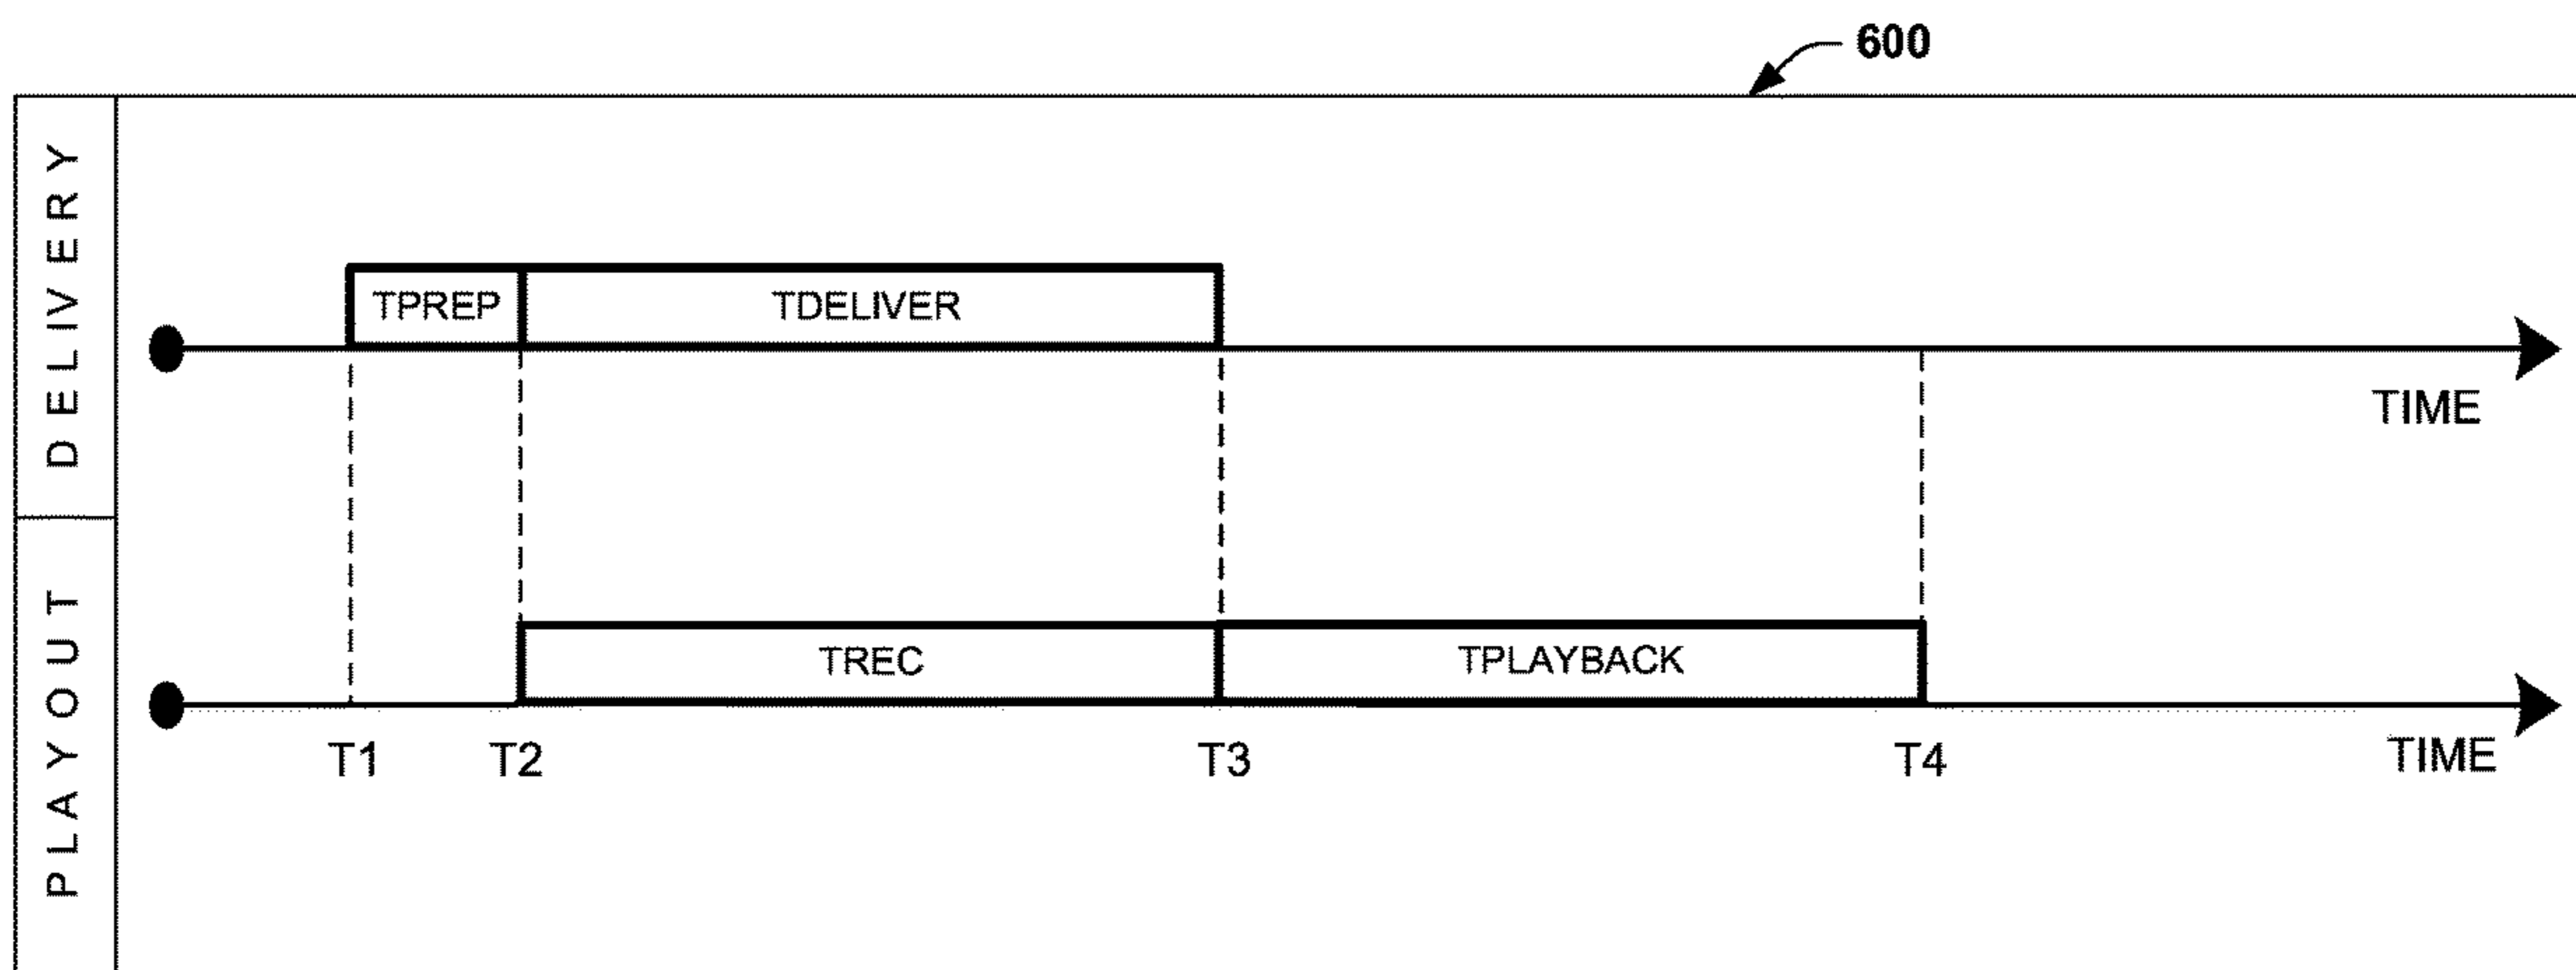 600
DELIVERY
TPREP TDELIVER
TIME
PLAYOUT
TREC TPLAYBACK
T1 T2 T3 T4 TIME